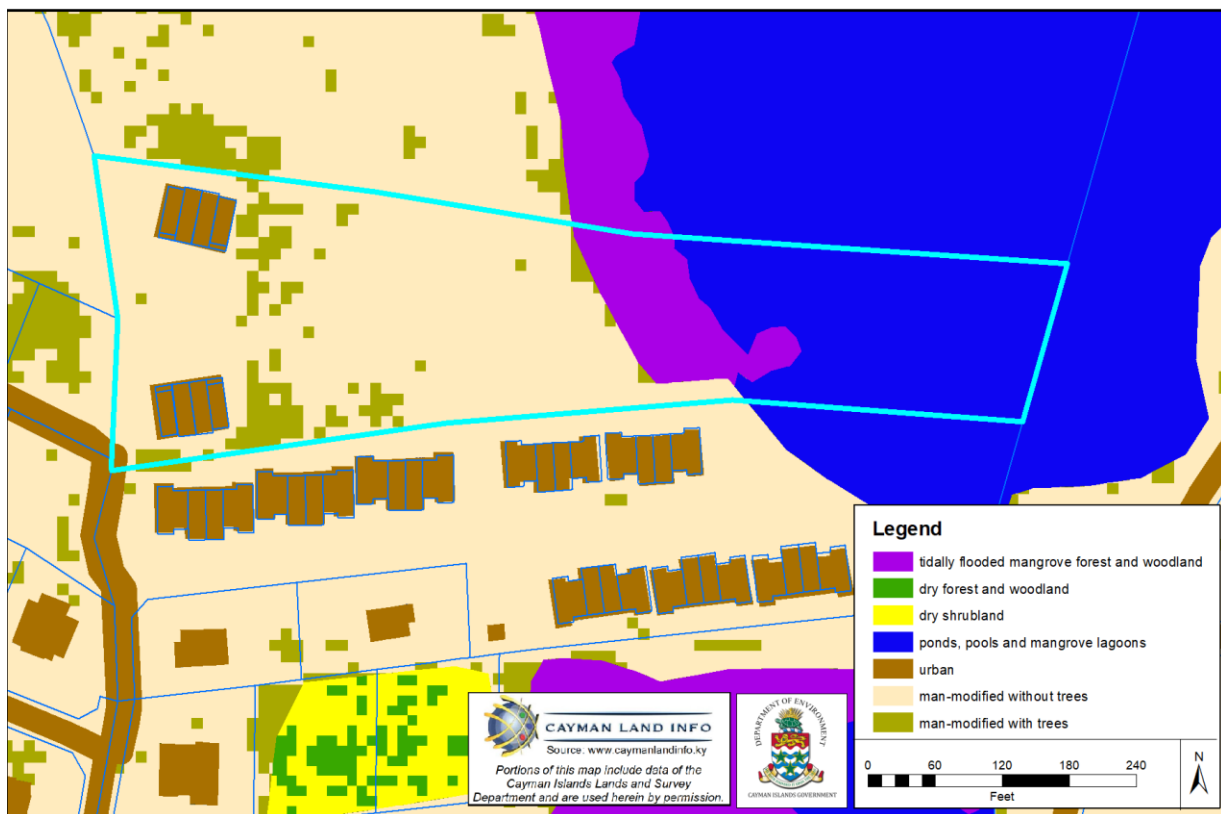 Legend
tidally flooded mangrove forest and woodland
dry forest and woodland
dry shrubland
ponds, pools and mangrove lagoons
urban
man-modified without trees
man-modified with trees
CAYMAN LAND INFO
Source: www.caymanlandinfo.ky
Portions of this map include data of the
Cayman Islands Lands and Survey
Department and are used herein by permission.
DEPARTMENT OF ENVIRONMENT
CAYMAN ISLANDS GOVERNMENT
0 60 120 180 240
Feet
N